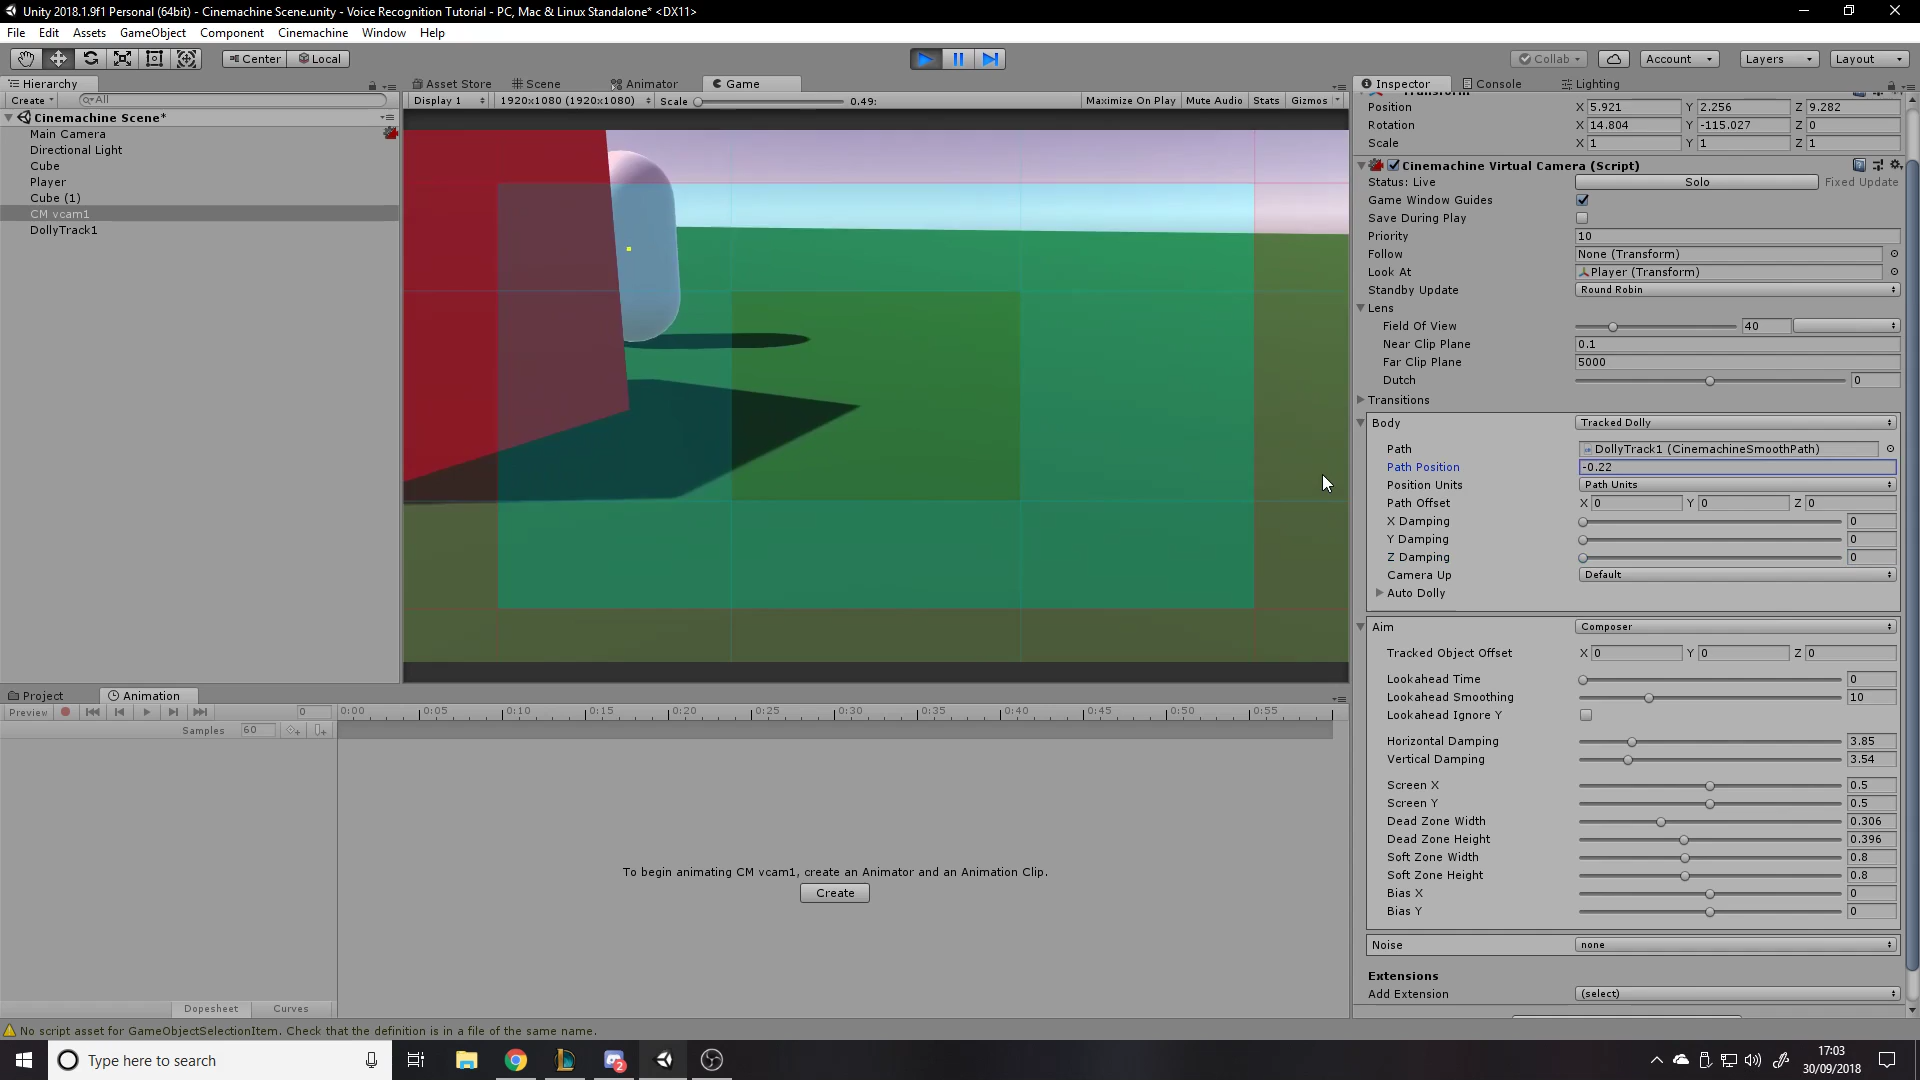 Unity 2018.1.9f1 Personal (64bit) - Cinemachine Scene.unity - Voice Recognition Tutorial - PC, Mac & Linux Standalone* <DX11>
File Edit Assets GameObject Component Cinemachine Window Help
Center Local Collab Account Layers Layout
Hierarchy Asset Store Scene Animator Game Inspector Console Lighting
Create All Display 1 1920x1080 (1920x1080) Scale 0.49: Maximize On Play Mute Audio Stats Gizmos
Cinemachine Scene*
Main Camera
Directional Light
Cube
Player
Cube (1)
CM vcam1
DollyTrack1
Transform
Position X 5.921 Y 2.256 Z 9.282
Rotation X 14.804 Y -115.027 Z 0
Scale X 1 Y 1 Z 1
Cinemachine Virtual Camera (Script)
Status: Live Solo Fixed Update
Game Window Guides
Save During Play
Priority 10
Follow None (Transform)
Look At Player (Transform)
Standby Update Round Robin
Lens
Field Of View 40
Near Clip Plane 0.1
Far Clip Plane 5000
Dutch 0
Transitions
Body Tracked Dolly
Path DollyTrack1 (CinemachineSmoothPath)
Path Position -0.22
Position Units Path Units
Path Offset X 0 Y 0 Z 0
X Damping 0
Y Damping 0
Z Damping 0
Camera Up Default
Auto Dolly
Aim Composer
Tracked Object Offset X 0 Y 0 Z 0
Lookahead Time 0
Lookahead Smoothing 10
Lookahead Ignore Y
Horizontal Damping 3.85
Vertical Damping 3.54
Screen X 0.5
Screen Y 0.5
Dead Zone Width 0.306
Dead Zone Height 0.396
Soft Zone Width 0.8
Soft Zone Height 0.8
Bias X 0
Bias Y 0
Noise none
Extensions
Add Extension (select)
Project Animation
Preview 0 0:00 0:05 0:10 0:15 0:20 0:25 0:30 0:35 0:40 0:45 0:50 0:55
Samples 60
To begin animating CM vcam1, create an Animator and an Animation Clip.
Create
Dopesheet Curves
No script asset for GameObjectSelectionItem. Check that the definition is in a file of the same name.
Type here to search
2
17:03
30/09/2018